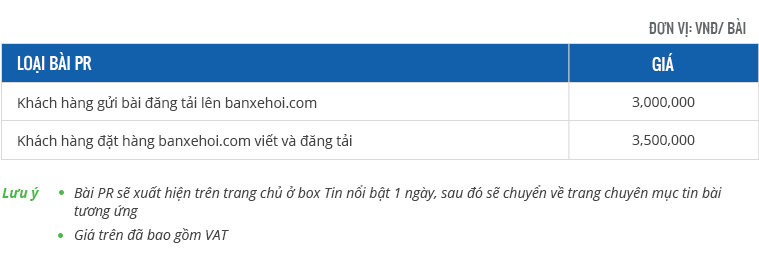 ĐƠN VỊ: VNĐ/ BÀI
LOẠI BÀI PR GIÁ
Khách hàng gửi bài đăng tải lên banxehoi.com 3,000,000
Khách hàng đặt hàng banxehoi.com viết và đăng tải 3,500,000
Lưu ý • Bài PR sẽ xuất hiện trên trang chủ ở box Tin nổi bật 1 ngày, sau đó sẽ chuyển về trang chuyên mục tin bài
tương ứng
• Giá trên đã bao gồm VAT